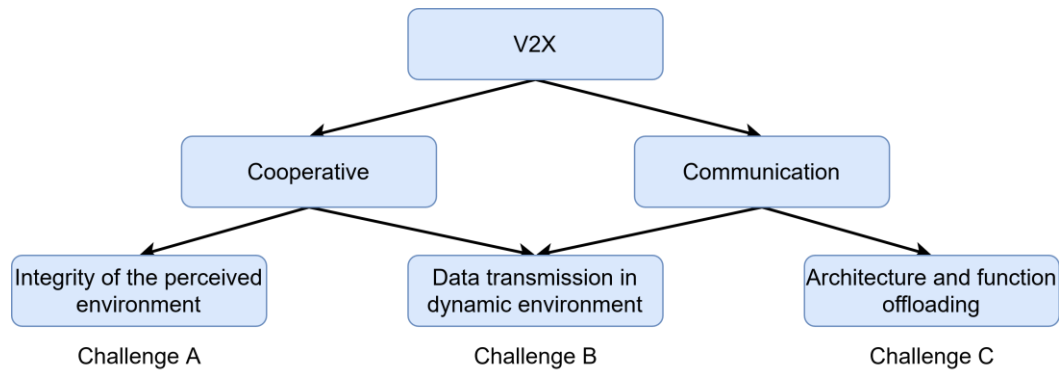 V2X
Cooperative
Communication
Integrity of the perceived
environment
Data transmission in
dynamic environment
Architecture and function
offloading
Challenge A
Challenge B
Challenge C